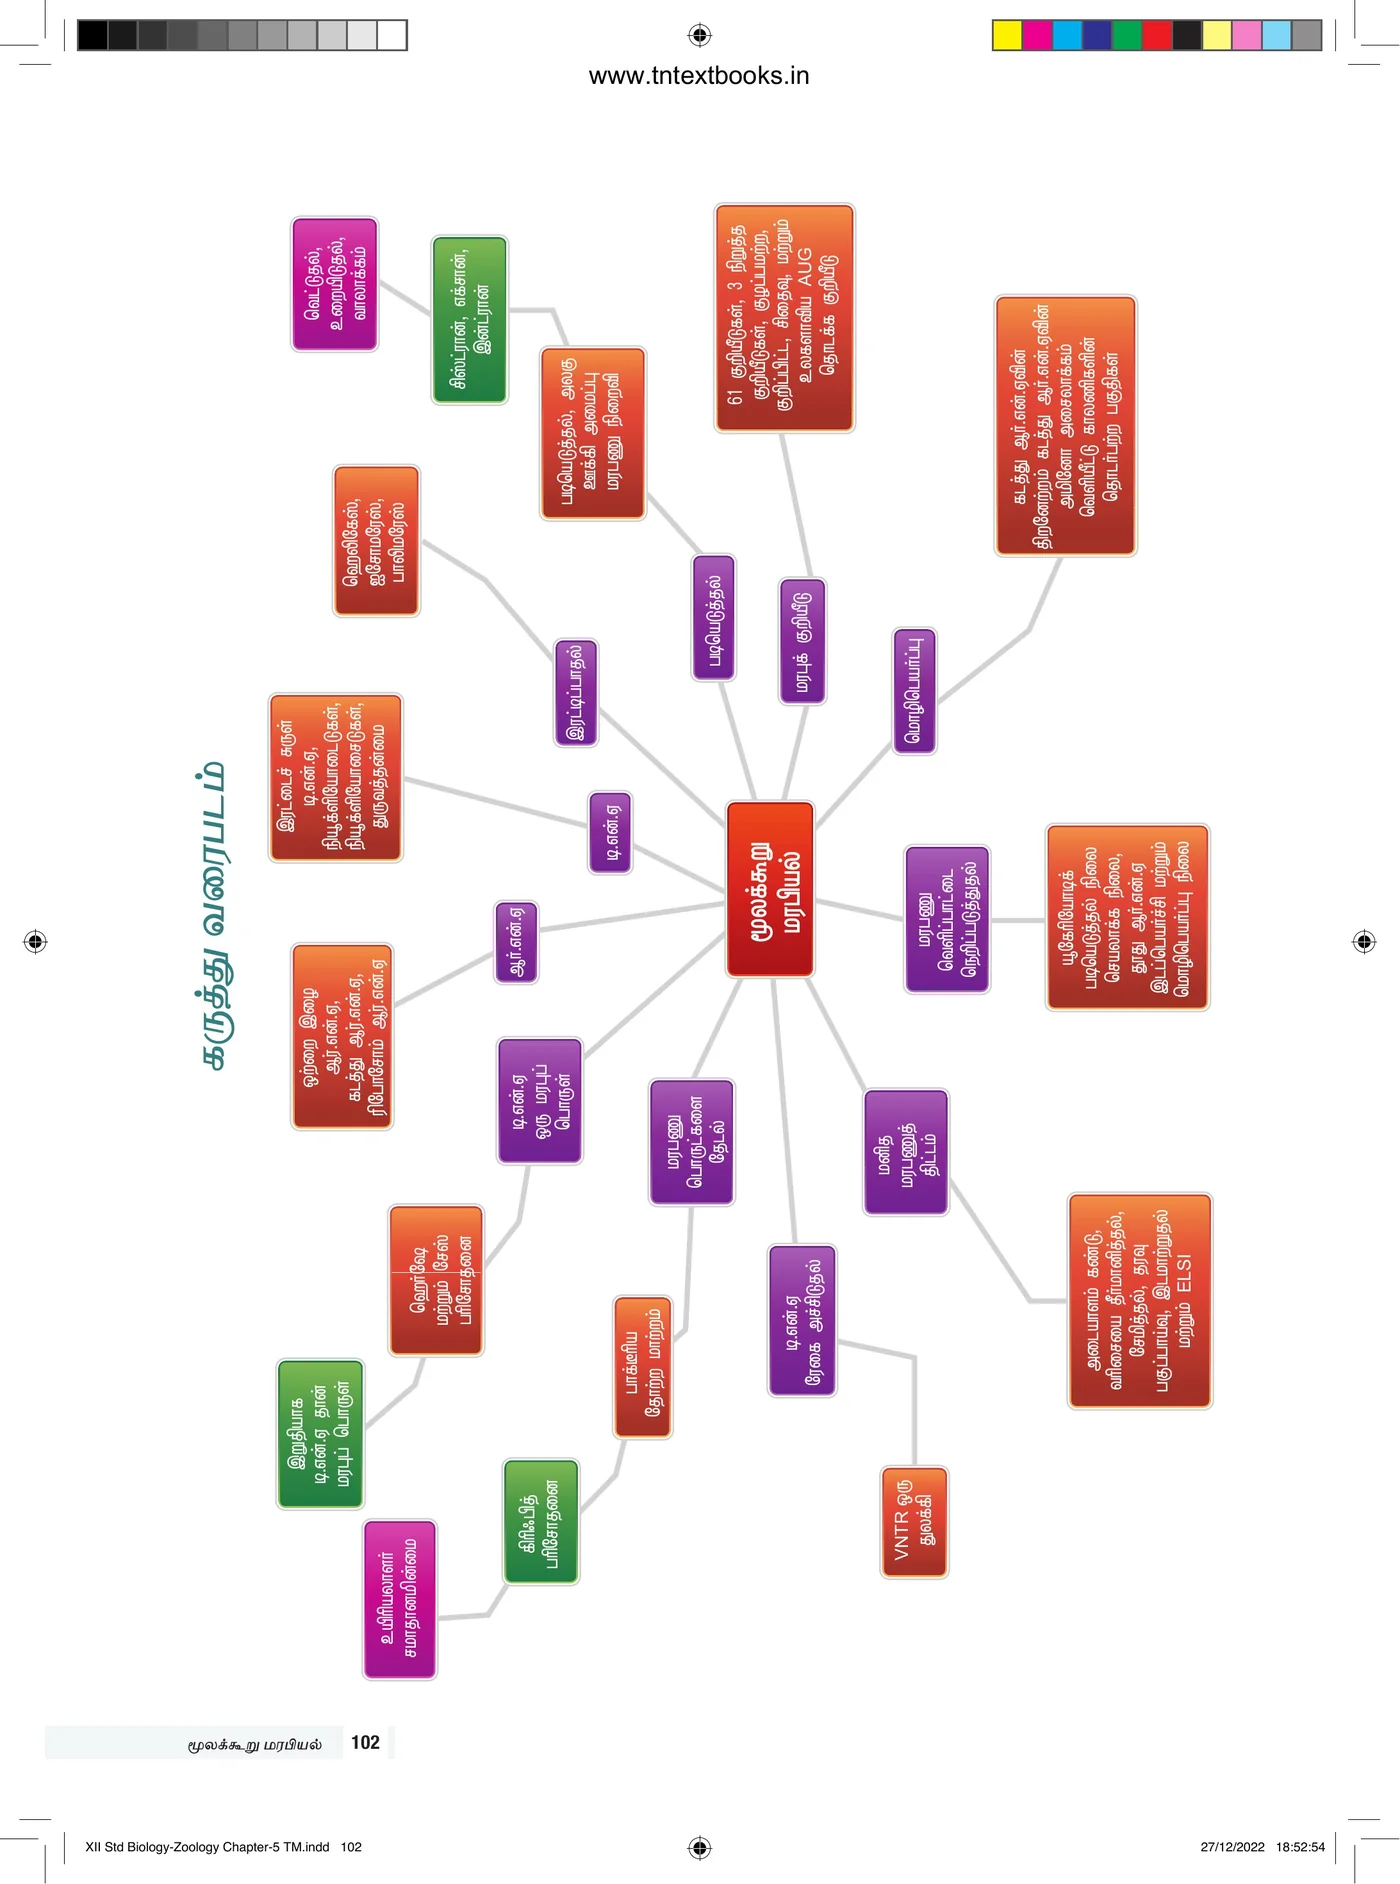 www.tntextbooks.in
கருத்து வரைபடம்
மூலக்கூறு
மரபியல்
டி.என்.ஏ
இரட்டைச் சுருள்
டி.என்.ஏ,
நியூக்ளியோடைடுகள்,
நியூக்ளியோசைடுகள்,
துருவத்தன்மை
இரட்டிப்பாதல்
ஹெலிகேஸ்,
ஐசோமரேஸ்,
பாலிமரேஸ்
படியெடுத்தல்
படியெடுத்தல், அலகு
ஊக்கி அமைப்பு
மரபணு நிறைவி
சிஸ்ட்ரான், எக்சான்,
இன்ட்ரான்
வெட்டுதல்,
உறையிடுதல்,
வாலாக்கம்
மரபுக் குறியீடு
61 குறியீடுகள், 3 நிறுத்த
குறியீடுகள், குழப்பமற்ற,
குறிப்பிட்ட, சிதைவு, மற்றும்
உலகளாவிய AUG
தொடக்க குறியீடு
மொழிபெயர்ப்பு
கடத்து ஆர்.என்.ஏவின்
திறனேற்றம் கடத்து ஆர்.என்.ஏவின்
அமினோ அசைலாக்கம்
வெளியீட்டு காலணிகளின்
தொடர்பற்ற பகுதிகள்
மரபணு
வெளிப்பாட்டை
நெறிப்படுத்துதல்
யூகேரியோடிக்
படியெடுத்தல் நிலை
செயலாக்க நிலை,
தூது ஆர்.என்.ஏ
இடப்பெயர்ச்சி மற்றும்
மொழிபெயர்ப்பு நிலை
மனித
மரபணுத்
திட்டம்
அடையாளம் கண்டு,
வரிசையை தீர்மானித்தல்,
சேமித்தல், தரவு
பகுப்பாய்வு, இடமாற்றுதல்
மற்றும் ELSI
டி.என்.ஏ
ரேகை அச்சிடுதல்
VNTR ஒரு
துலக்கி
மரபணு
பொருட்களை
தேடல்
பாக்டீரிய
தோற்ற மாற்றம்
கிரிஃபித்
பரிசோதனை
உயிரியலாளர்
சமாதானமின்மை
டி.என்.ஏ
ஒரு மரபுப்
பொருள்
ஹெர்ஷே
மற்றும் சேஸ்
பரிசோதனை
இறுதியாக
டி.என்.ஏ தான்
மரபுப் பொருள்
ஆர்.என்.ஏ
ஒற்றை இழை
ஆர்.என்.ஏ,
கடத்து ஆர்.என்.ஏ,
ரிபோசோம் ஆர்.என்.ஏ
மூலக்கூறு மரபியல் 102
XII Std Biology-Zoology Chapter-5 TM.indd 102
27/12/2022 18:52:54